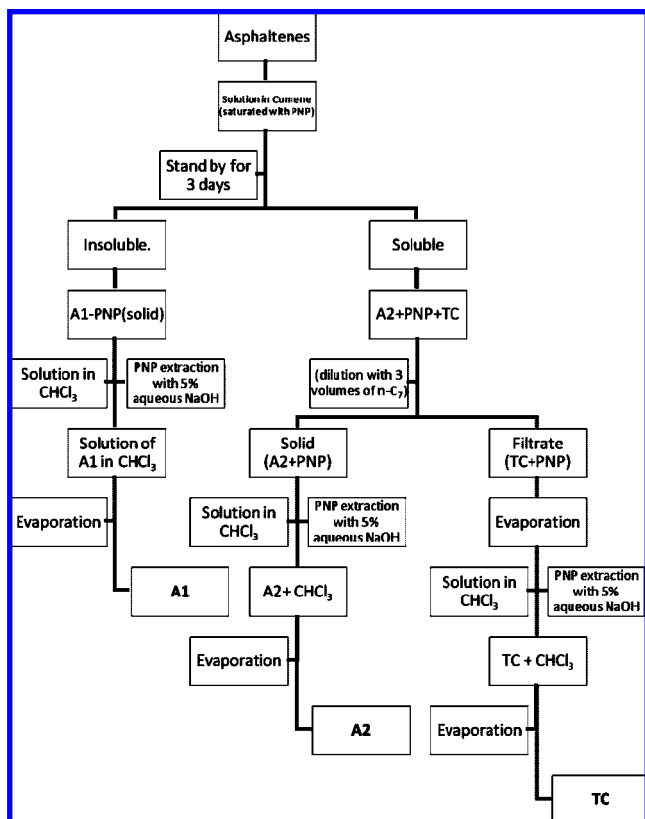 Asphaltenes
Solution in Cumene
(saturated with PNP)
Stand by for
3 days
Insoluble.
Soluble
A1-PNP(solid)
A2+PNP+TC
Solution in
CHCl₃
PNP extraction
with 5%
aqueous NaOH
(dilution with 3
volumes of n-C₇)
Solution of
A1 in CHCl₃
Solid
(A2+PNP)
Filtrate
(TC+PNP)
Evaporation
Solution in
CHCl₃
PNP extraction
with 5%
aqueous NaOH
Evaporation
A1
A2+ CHCl₃
Solution in
CHCl₃
PNP extraction
with 5%
aqueous NaOH
Evaporation
TC + CHCl₃
A2
Evaporation
TC